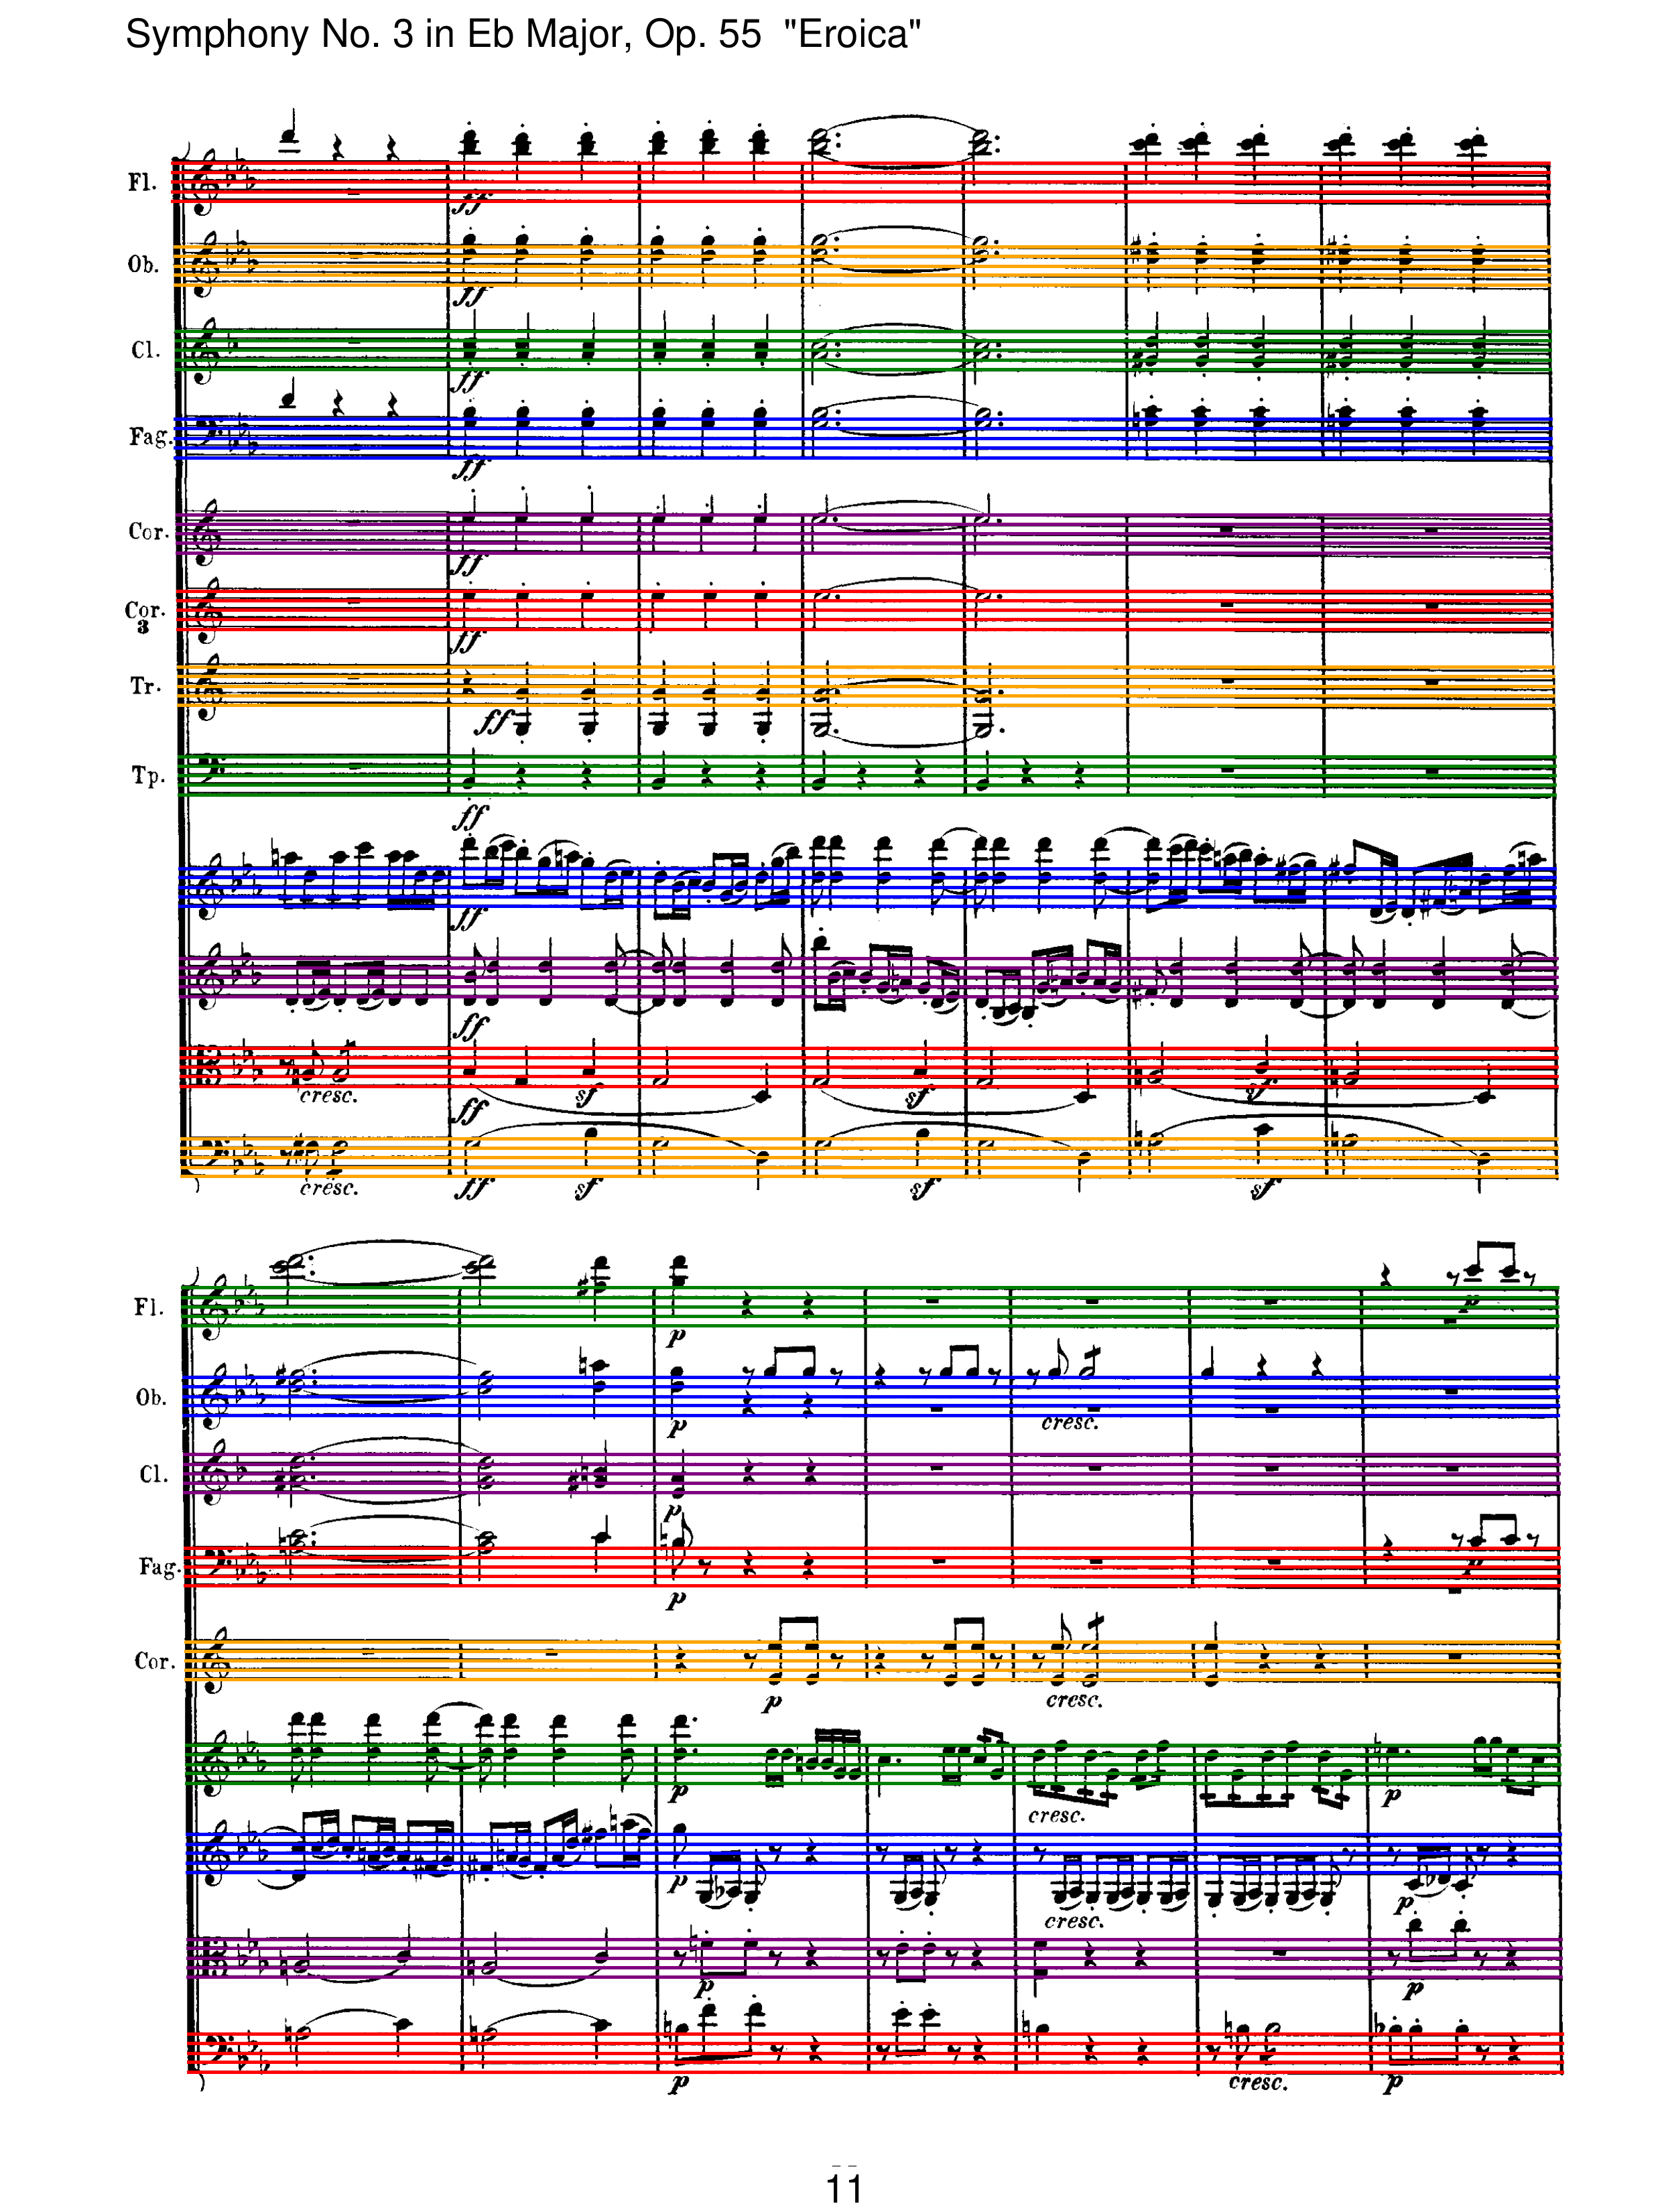 Symphony No. 3 in Eb Major, Op. 55 "Eroica"
Fl.
ff
Ob.
ff
Cl.
ff
Fag.
ff
Cor.
ff
Cor.
3
ff
Tr.
ff
Tp.
ff
ff
ff
cresc.
ff
sf
sf
sf
cresc.
ff
sf
sf
sf
Fl.
p
p
Ob.
p
cresc.
Cl.
p
Fag.
p
p
Cor.
p
cresc.
p
cresc.
p
p
cresc.
p
p
p
p
cresc.
p
11